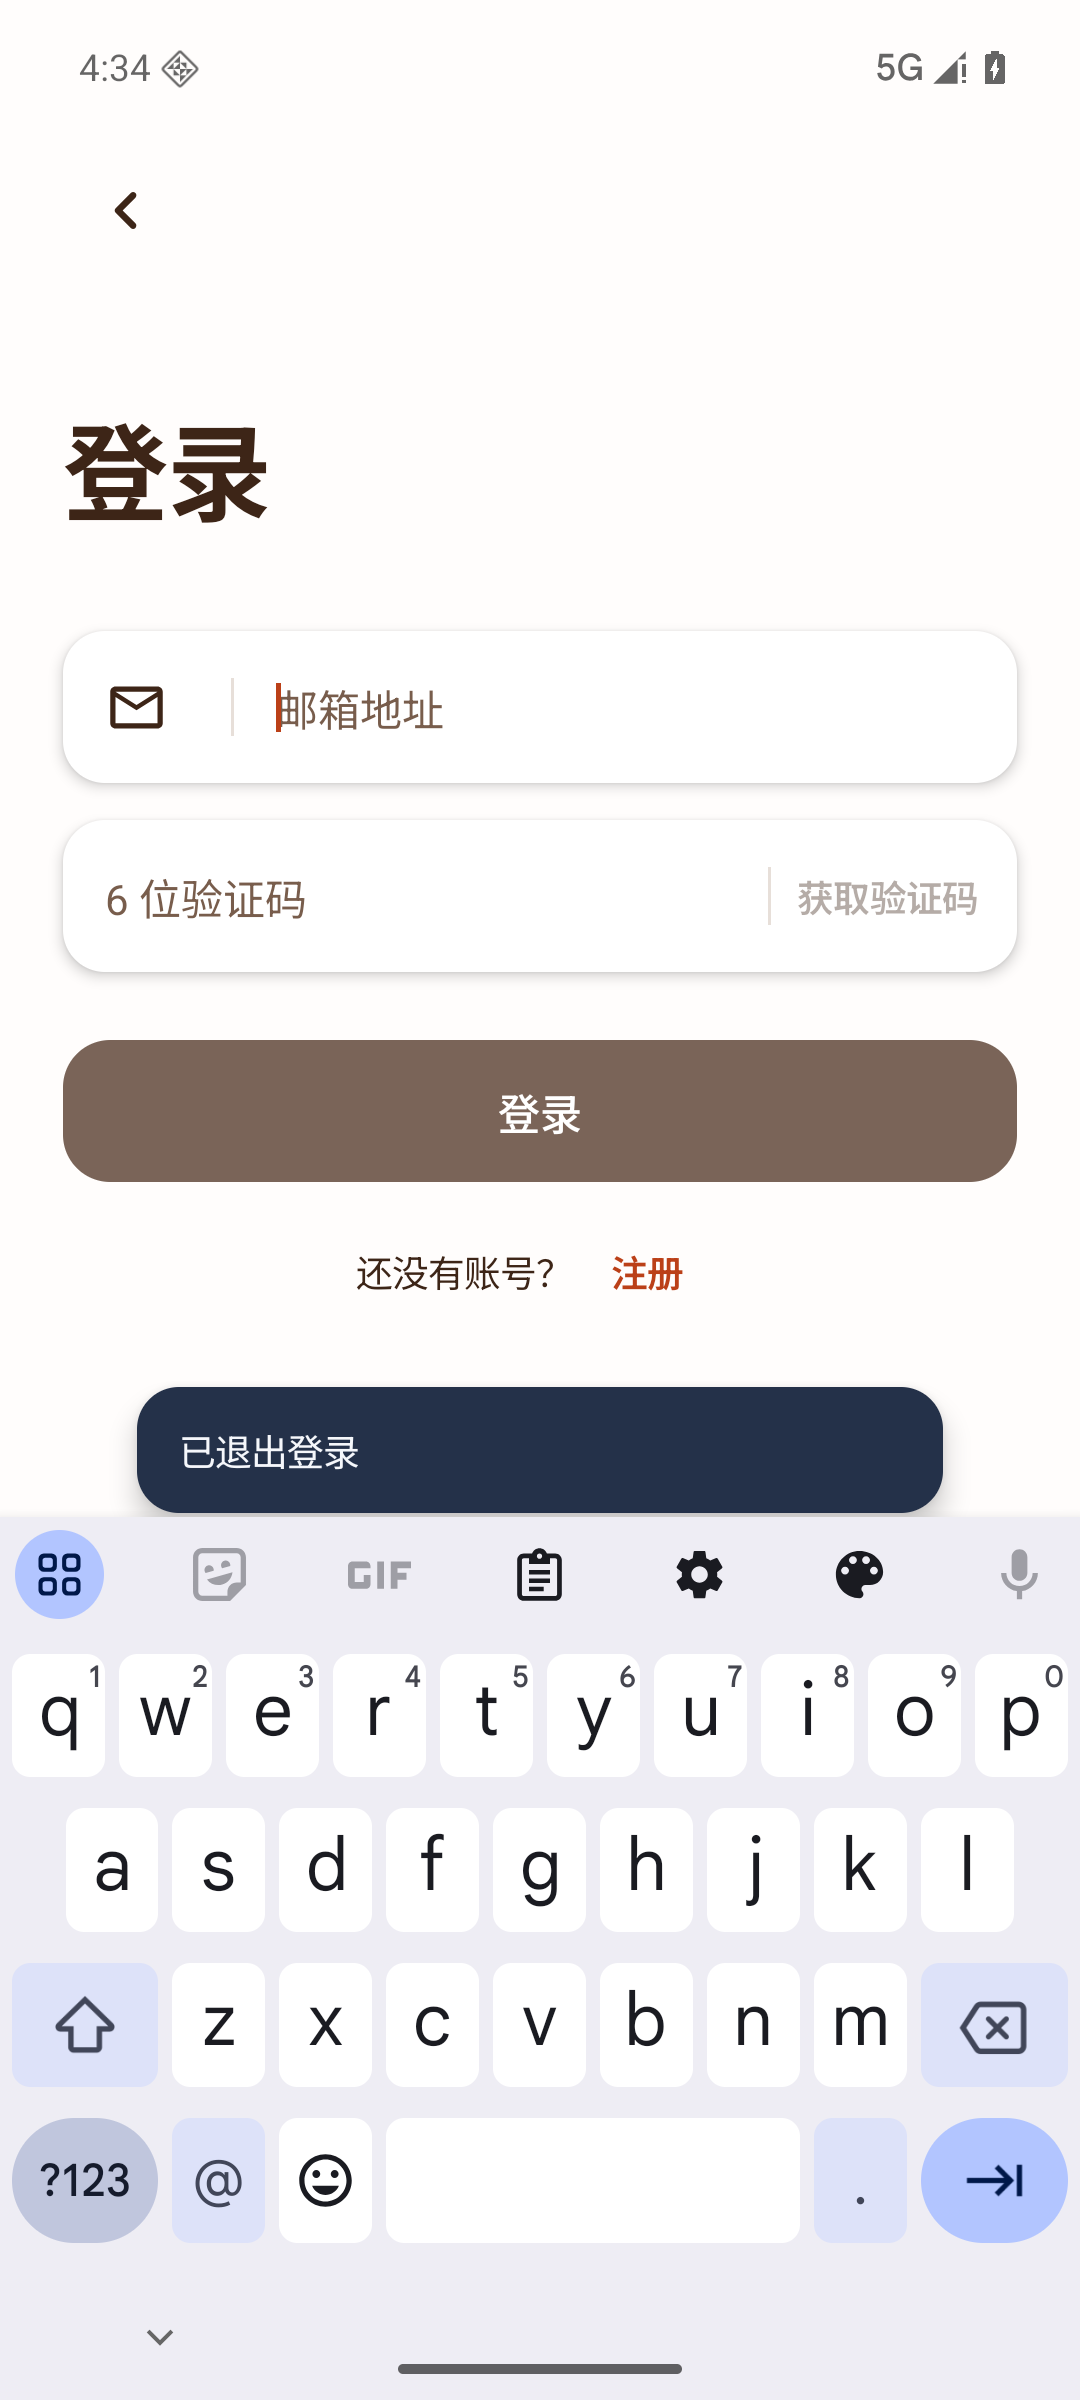 4:34
5G
登录
邮箱地址
6 位验证码
获取验证码
登录
还没有账号？ 注册
已退出登录
GIF
q1 w2 e3 r4 t5 y6 u7 i8 o9 p0
a s d f g h j k l
z x c v b n m
?123 @ .